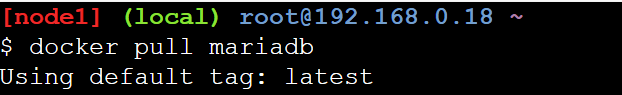 [node1] (local) root@192.168.0.18 ~
$ docker pull mariadb
Using default tag: latest